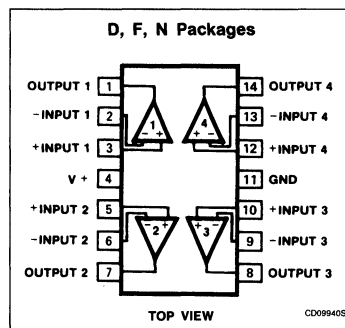 D, F, N Packages
OUTPUT 1 1 14 OUTPUT 4
−INPUT 1 2 13 −INPUT 4
+INPUT 1 3 12 +INPUT 4
V + 4 11 GND
+INPUT 2 5 10 +INPUT 3
−INPUT 2 6 9 −INPUT 3
OUTPUT 2 7 8 OUTPUT 3
− + + −
1 4
− + + −
2 3
TOP VIEW
CD09940S